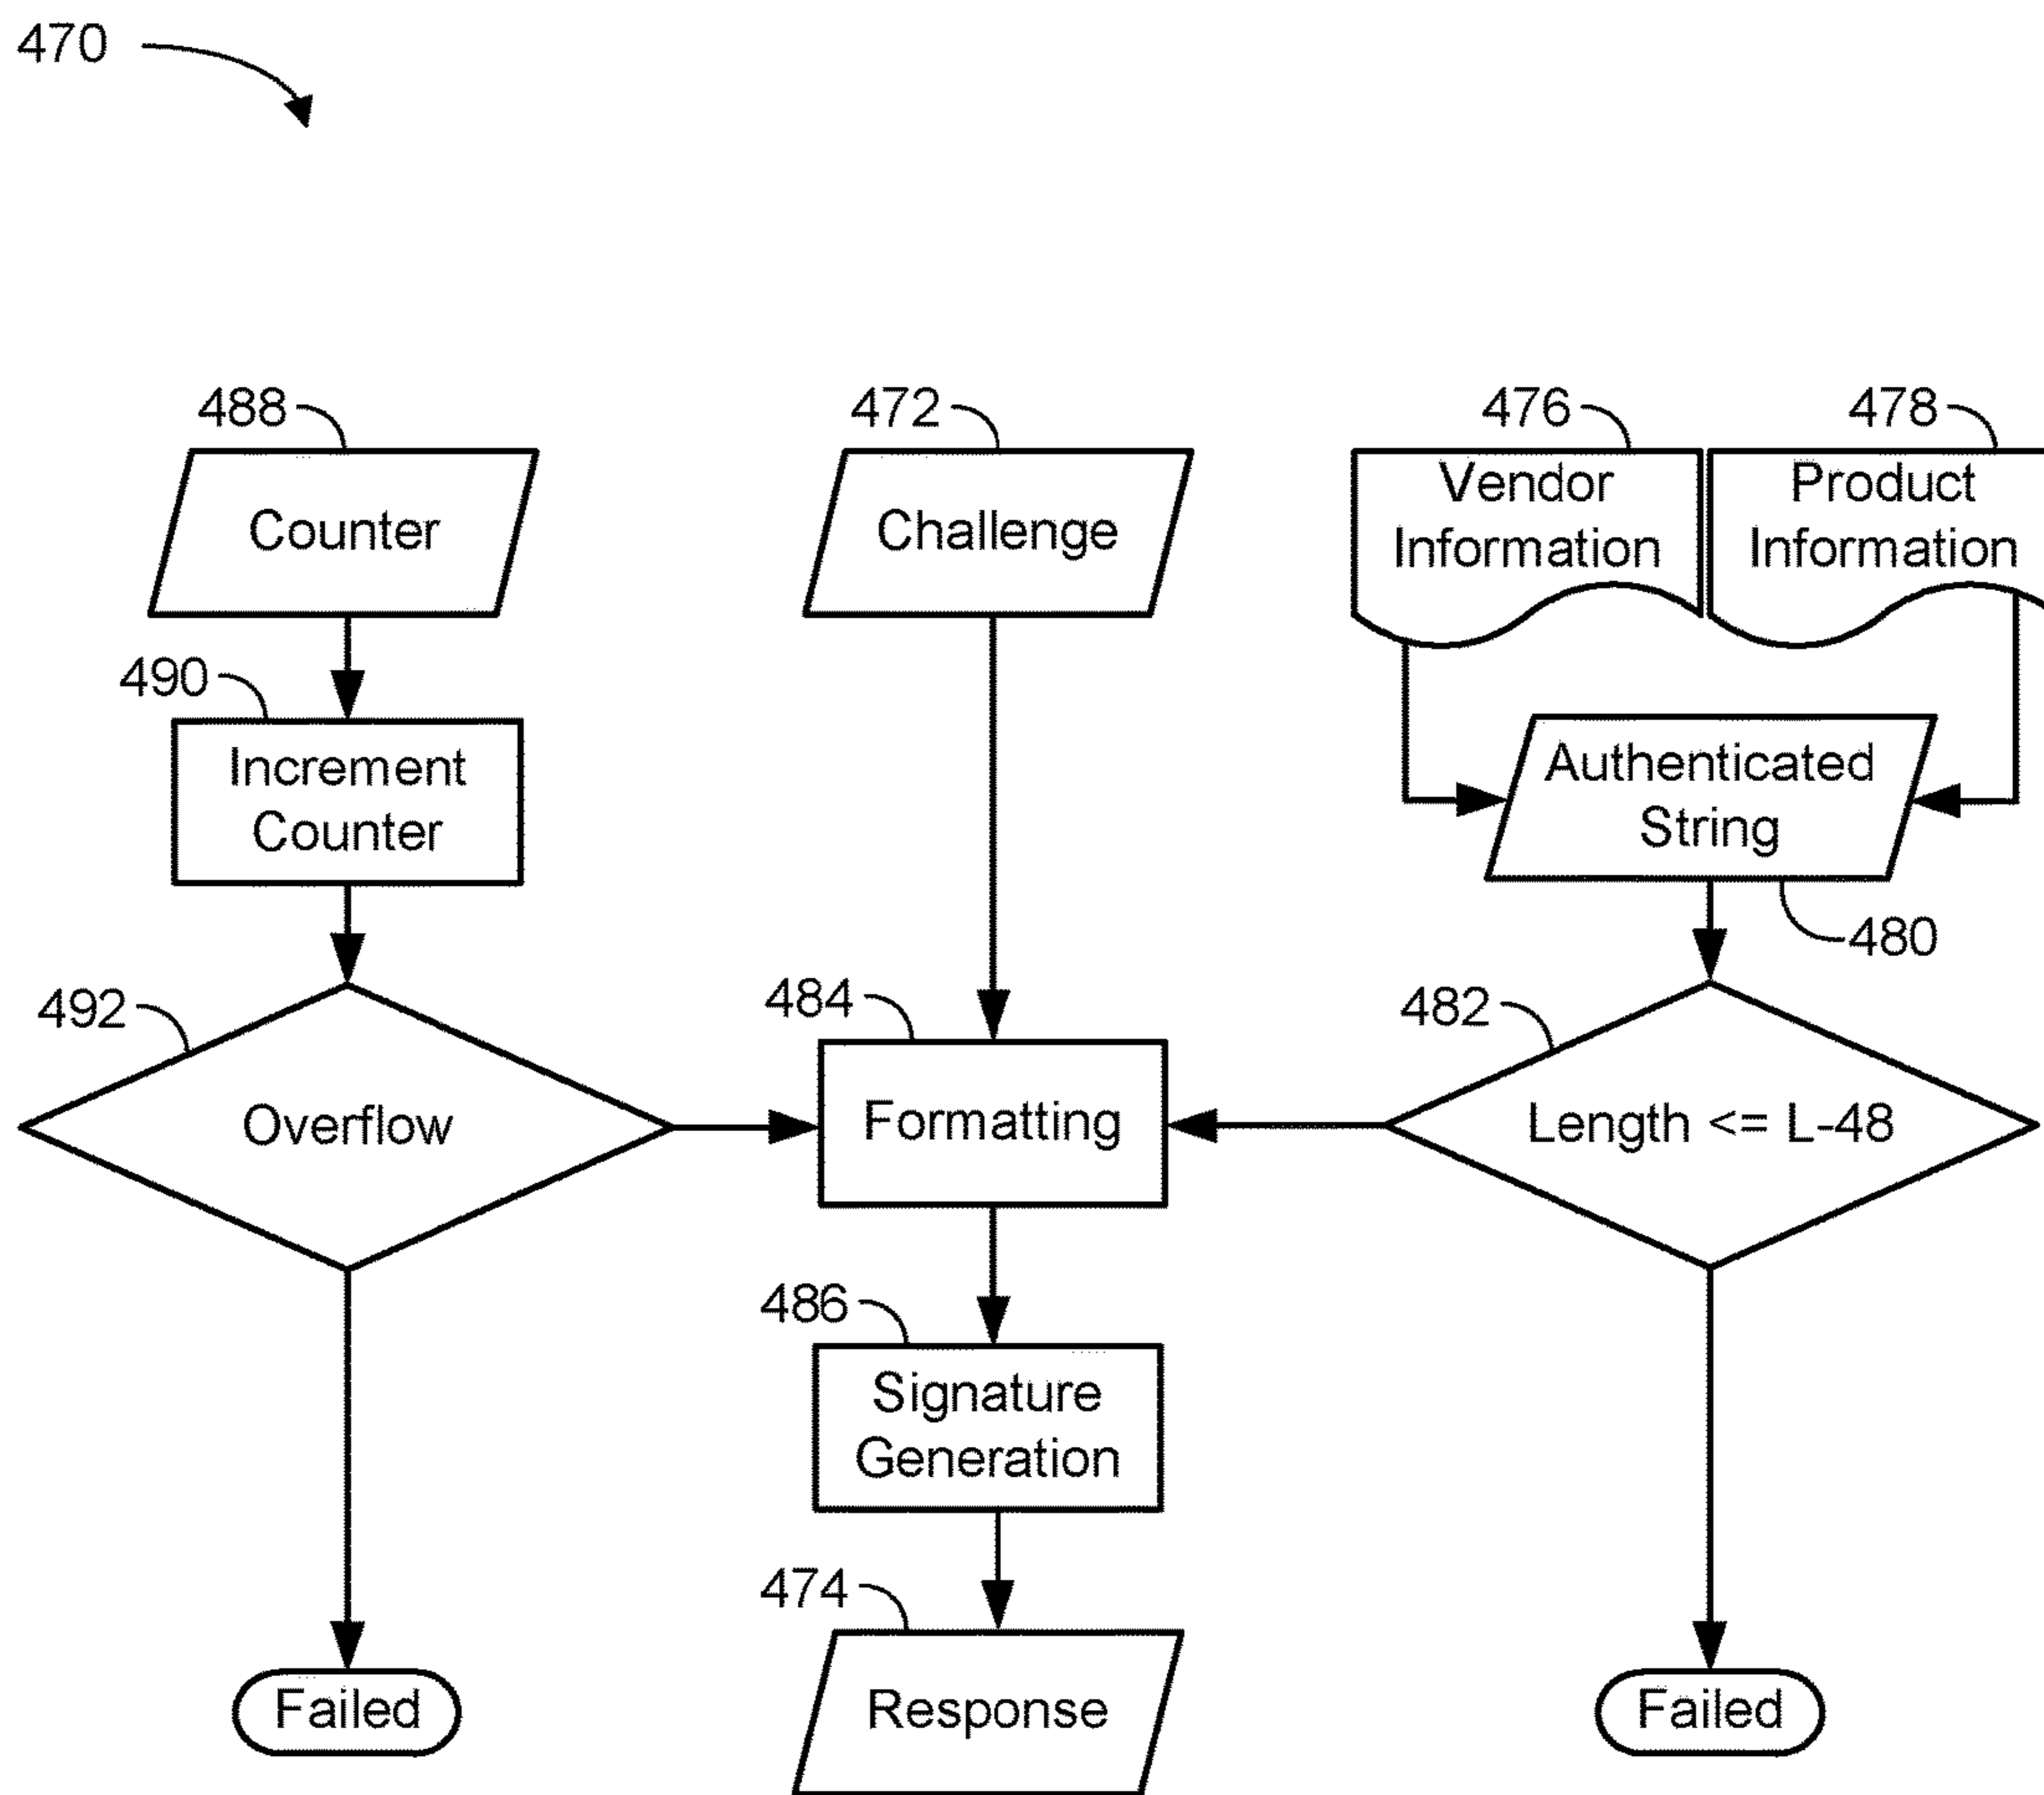 470
488
472
476
478
Counter
Challenge
Vendor
Information
Product
Information
490
Increment
Counter
Authenticated
String
480
492
484
482
Overflow
Formatting
Length <= L-48
486
Signature
Generation
474
Failed
Response
Failed